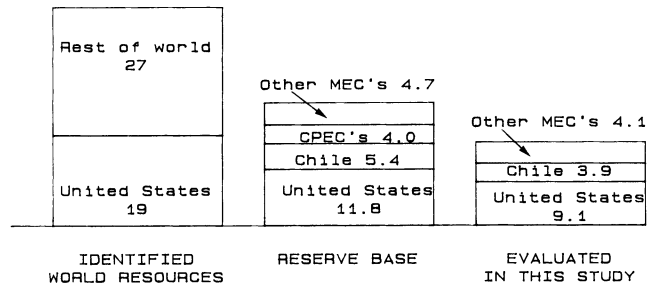 Rest of world
27
United States
19
Other MEC's 4.7
CPEC's 4.0
Chile 5.4
United States
11.8
Other MEC's 4.1
Chile 3.9
United States
9.1
IDENTIFIED
WORLD RESOURCES
RESERVE BASE
EVALUATED
IN THIS STUDY